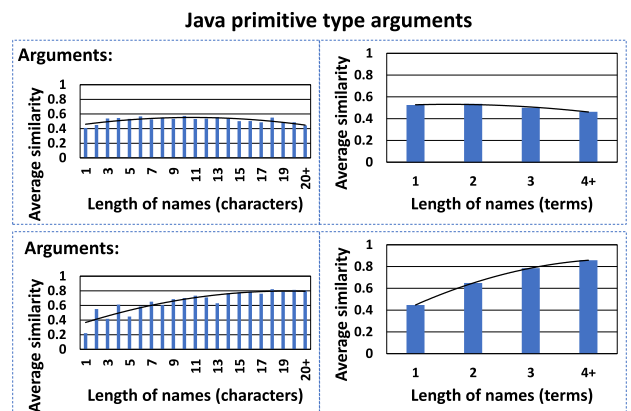 Java primitive type arguments
Arguments:
Average similarity
1
0.8
0.6
0.4
0.2
0
1 3 5 7 9 11 13 15 17 19 20+
Length of names (characters)
Average similarity
1
0.8
0.6
0.4
0.2
0
1 2 3 4+
Length of names (terms)
Arguments:
Average similarity
1
0.8
0.6
0.4
0.2
0
1 3 5 7 9 11 13 15 17 19 20+
Length of names (characters)
Average similarity
1
0.8
0.6
0.4
0.2
0
1 2 3 4+
Length of names (terms)